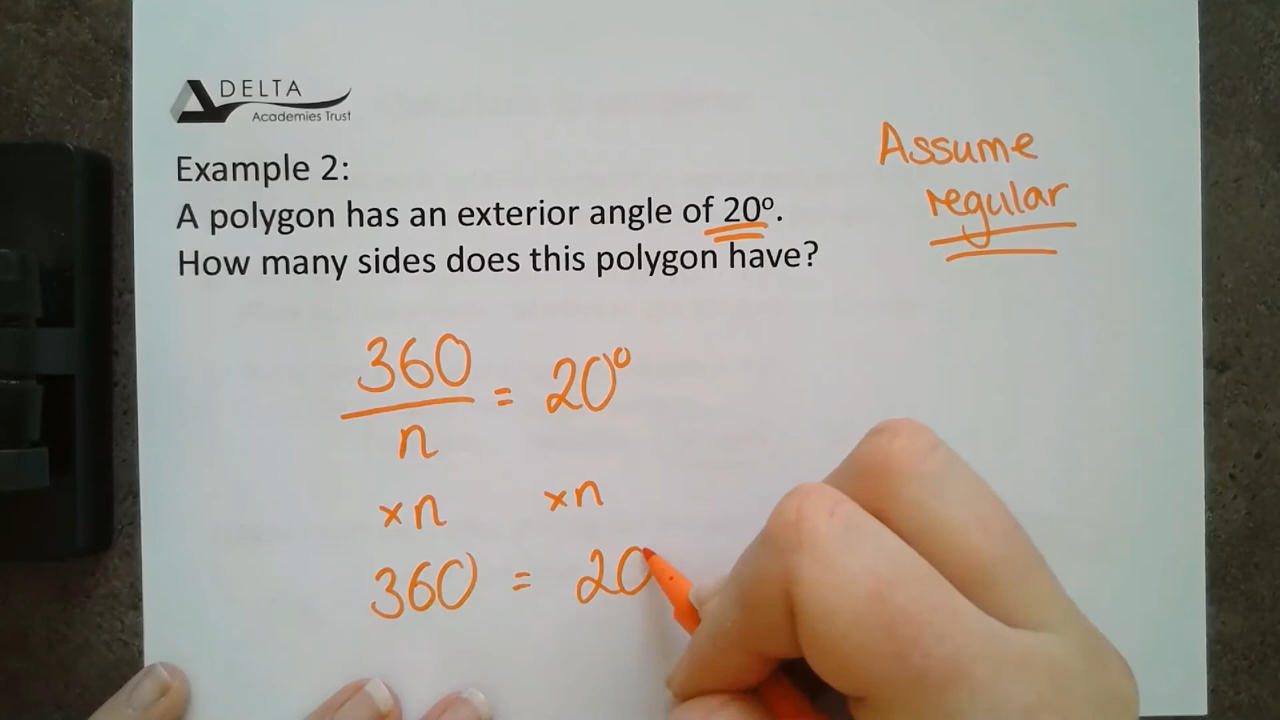 DELTA
Academies Trust
Assume
regular
Example 2:
A polygon has an exterior angle of 20º.
How many sides does this polygon have?
360/n = 20º
×n ×n
360 = 20